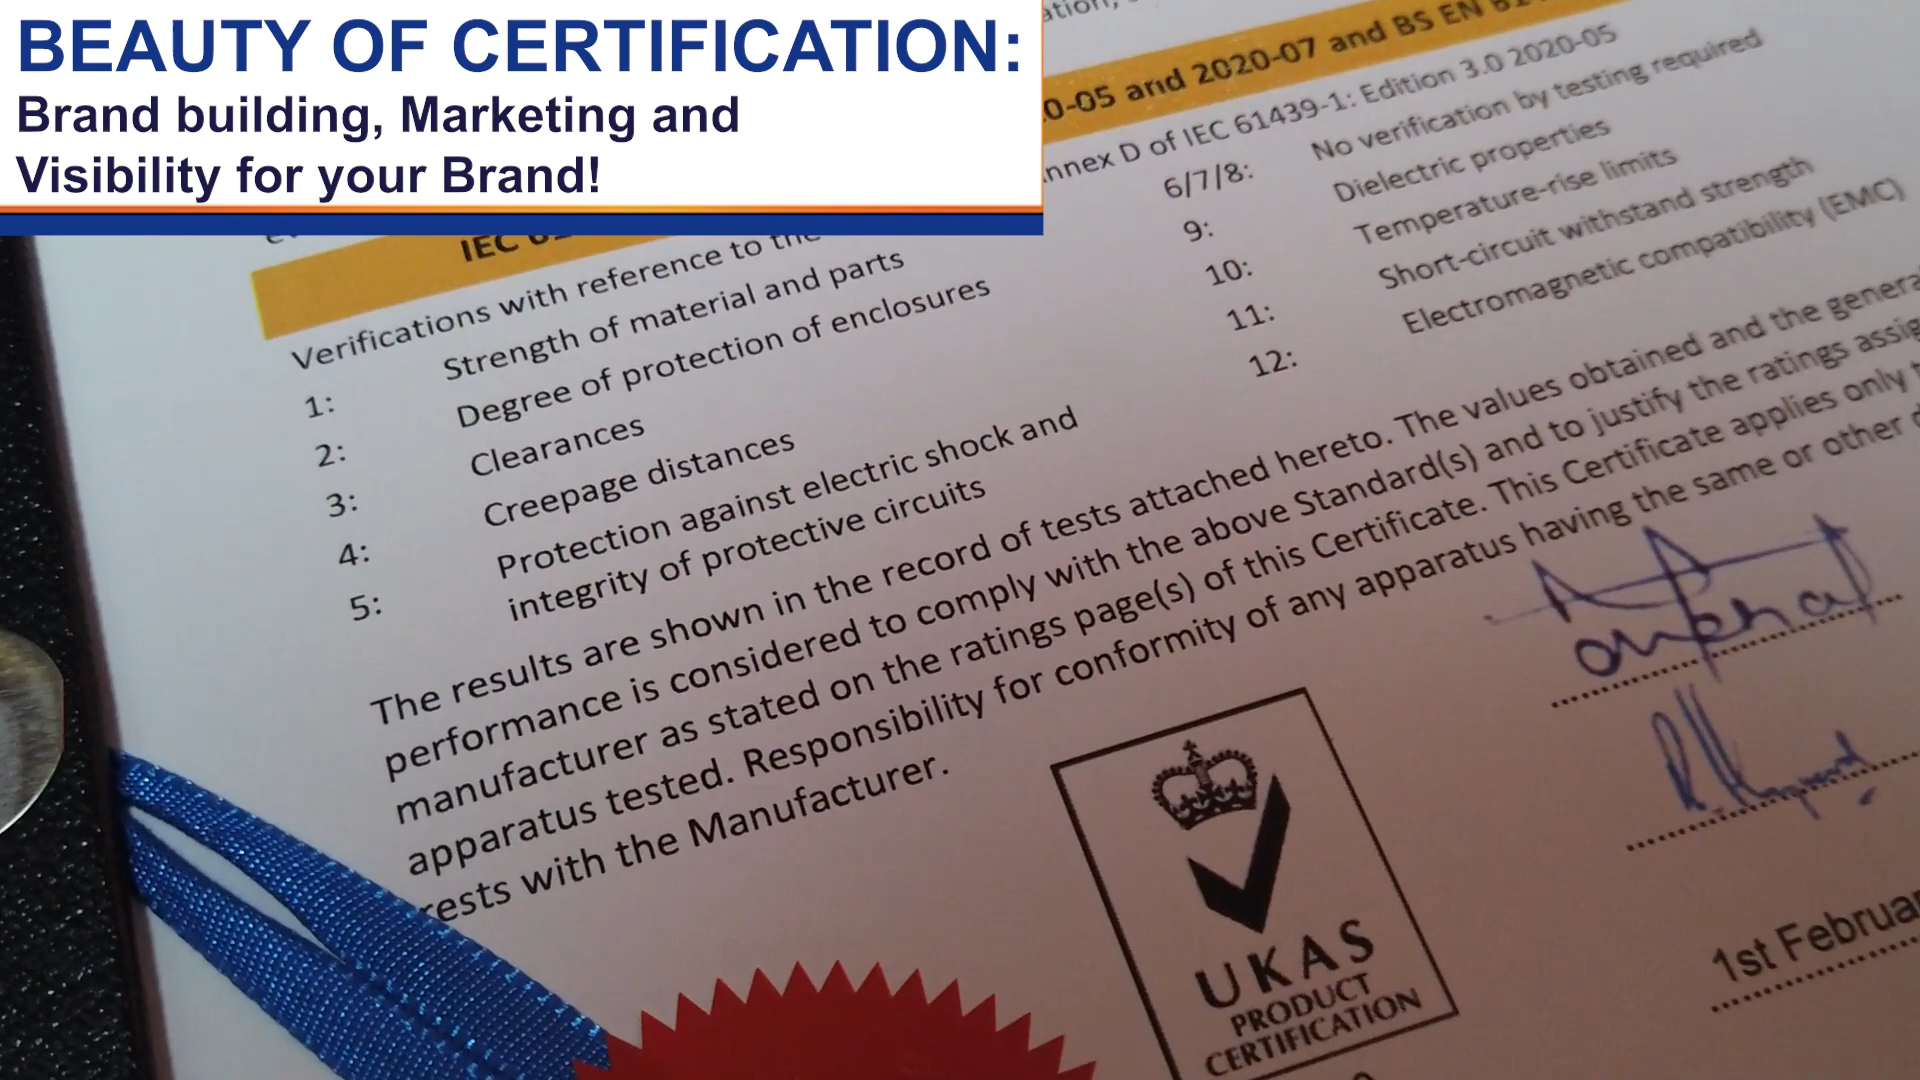 BEAUTY OF CERTIFICATION:
Brand building, Marketing and
Visibility for your Brand!
0-05 and 2020-07 and BS EN
Annex D of IEC 61439-1: Edition 3.0 2020-05
IEC
Verifications with reference to the
1: Strength of material and parts
2: Degree of protection of enclosures
3: Clearances
4: Creepage distances
5: Protection against electric shock and
integrity of protective circuits
6/7/8: No verification by testing required
9: Dielectric properties
10: Temperature-rise limits
11: Short-circuit withstand strength
12: Electromagnetic compatibility (EMC)
The results are shown in the record of tests attached hereto. The values obtained and the general
performance is considered to comply with the above Standard(s) and to justify the ratings
manufacturer as stated on the ratings page(s) of this Certificate. This Certificate applies only
apparatus tested. Responsibility for conformity of any apparatus having the same or other
rests with the Manufacturer.
UKAS
PRODUCT
CERTIFICATION
1st